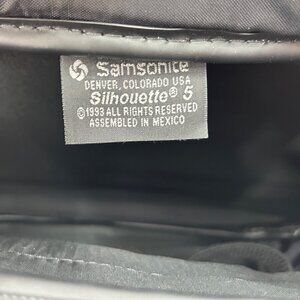 Samsonite
DENVER, COLORADO USA
Silhouette® 5
©1993 ALL RIGHTS RESERVED
ASSEMBLED IN MEXICO